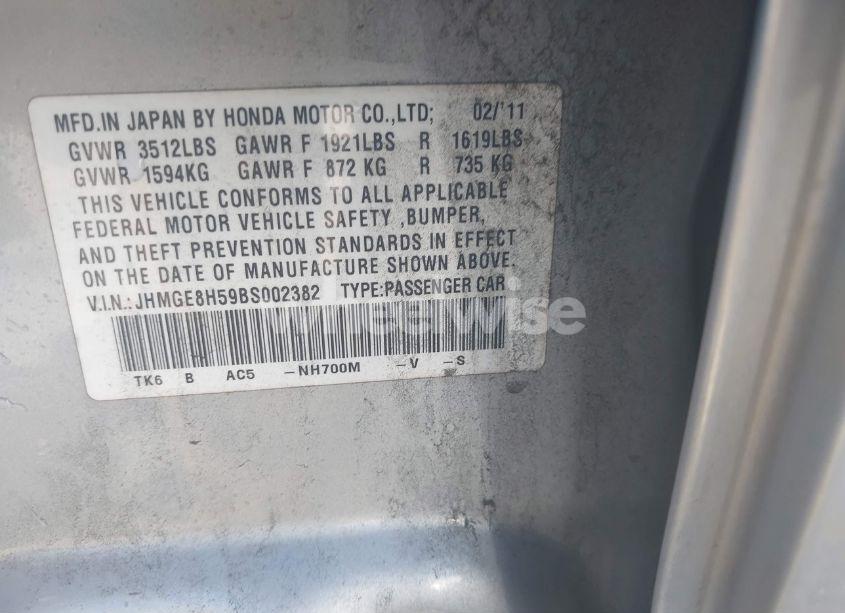 MFD.IN JAPAN BY HONDA MOTOR CO.,LTD; 02/'11
GVWR 3512LBS GAWR F 1921LBS R 1619LBS
GVWR 1594KG GAWR F 872 KG R 735 KG
THIS VEHICLE CONFORMS TO ALL APPLICABLE
FEDERAL MOTOR VEHICLE SAFETY ,BUMPER,
AND THEFT PREVENTION STANDARDS IN EFFECT
ON THE DATE OF MANUFACTURE SHOWN ABOVE.
V.I.N.:JHMGE8H59BS002382 TYPE:PASSENGER CAR
wheelwise
TK6 B AC5 -NH700M -V -S